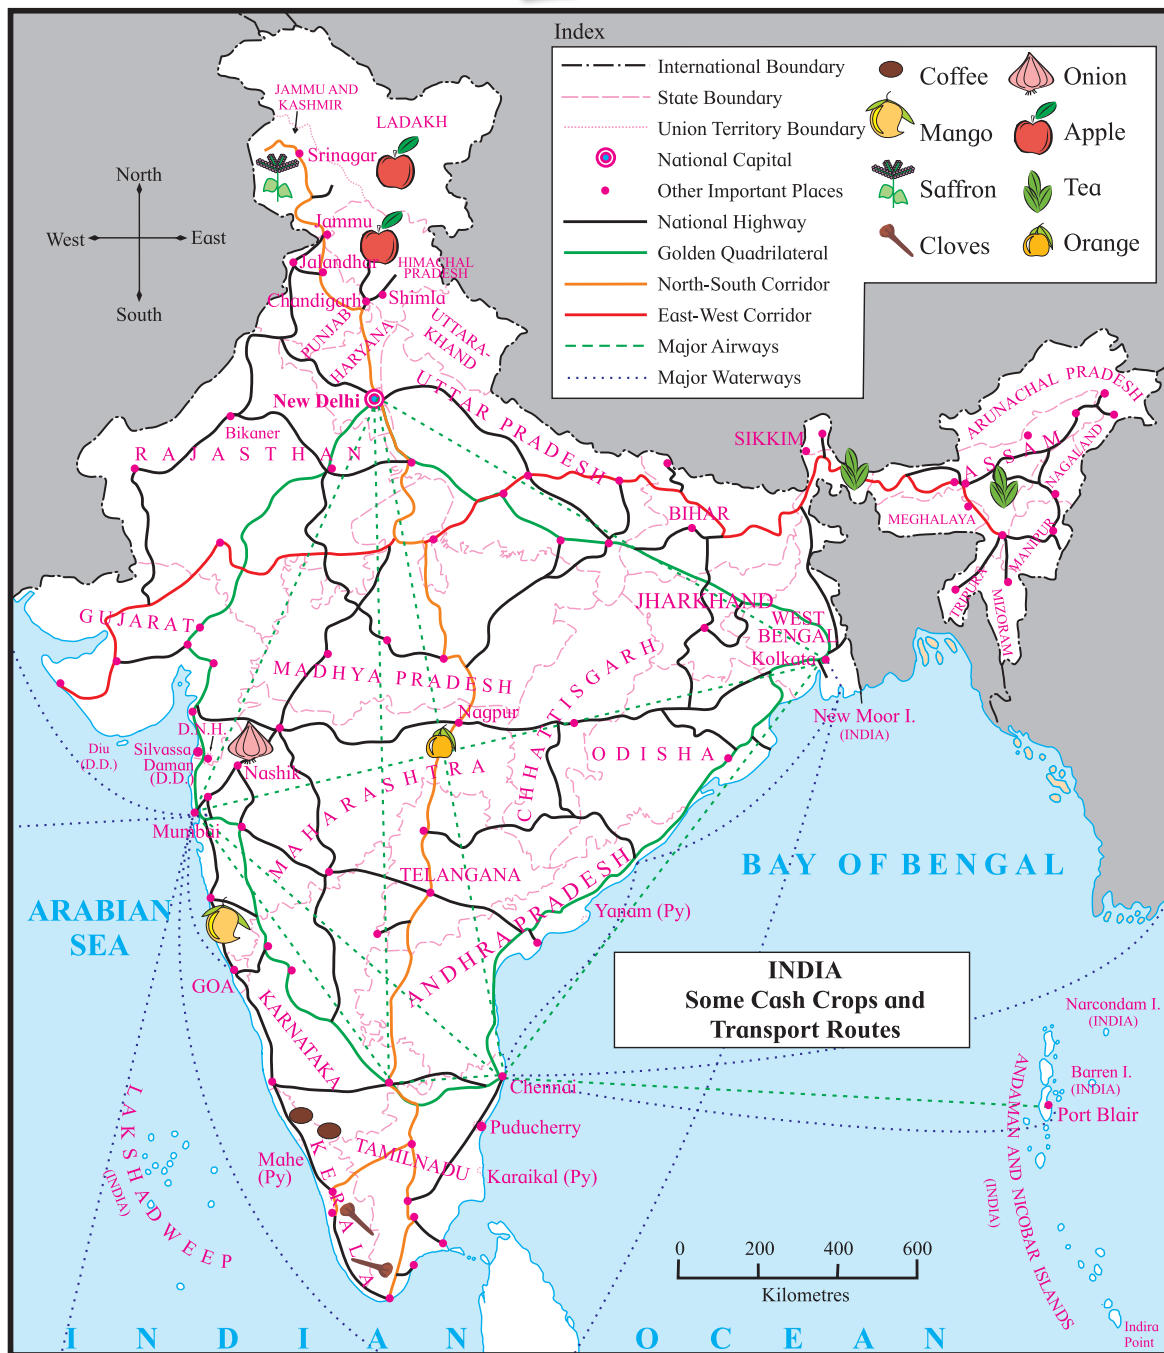 Index
International Boundary
State Boundary
Union Territory Boundary
National Capital
Other Important Places
National Highway
Golden Quadrilateral
North-South Corridor
East-West Corridor
Major Airways
Major Waterways
Coffee
Mango
Saffron
Cloves
Onion
Apple
Tea
Orange
North
West
East
South
JAMMU AND
KASHMIR
LADAKH
Srinagar
Jammu
Jalandhar
HIMACHAL
PRADESH
Chandigarh
Shimla
PUNJAB
HARYANA
UTTARA-
KHAND
New Delhi
UTTAR PRADESH
Bikaner
RAJASTHAN
SIKKIM
ARUNACHAL PRADESH
ASSAM
NAGALAND
MEGHALAYA
MANIPUR
TRIPURA
MIZORAM
BIHAR
JHARKHAND
WEST
BENGAL
Kolkata
GUJARAT
MADHYA PRADESH
CHHATISGARH
New Moor I.
(INDIA)
Nagpur
ODISHA
D.N.H.
Diu
(D.D.)
Silvassa
Daman
(D.D.)
Nashik
MAHARASHTRA
Mumbai
TELANGANA
BAY OF BENGAL
ARABIAN
SEA
Yanam (Py)
ANDHRA PRADESH
GOA
KARNATAKA
INDIA
Some Cash Crops and
Transport Routes
Narcondam I.
(INDIA)
Barren I.
(INDIA)
Port Blair
ANDAMAN AND NICOBAR ISLANDS
(INDIA)
Chennai
Puducherry
TAMILNADU
Karaikal (Py)
Mahe
(Py)
KERALA
LAKSHADWEEP
(INDIA)
0 200 400 600
Kilometres
Indira
Point
INDIAN OCEAN